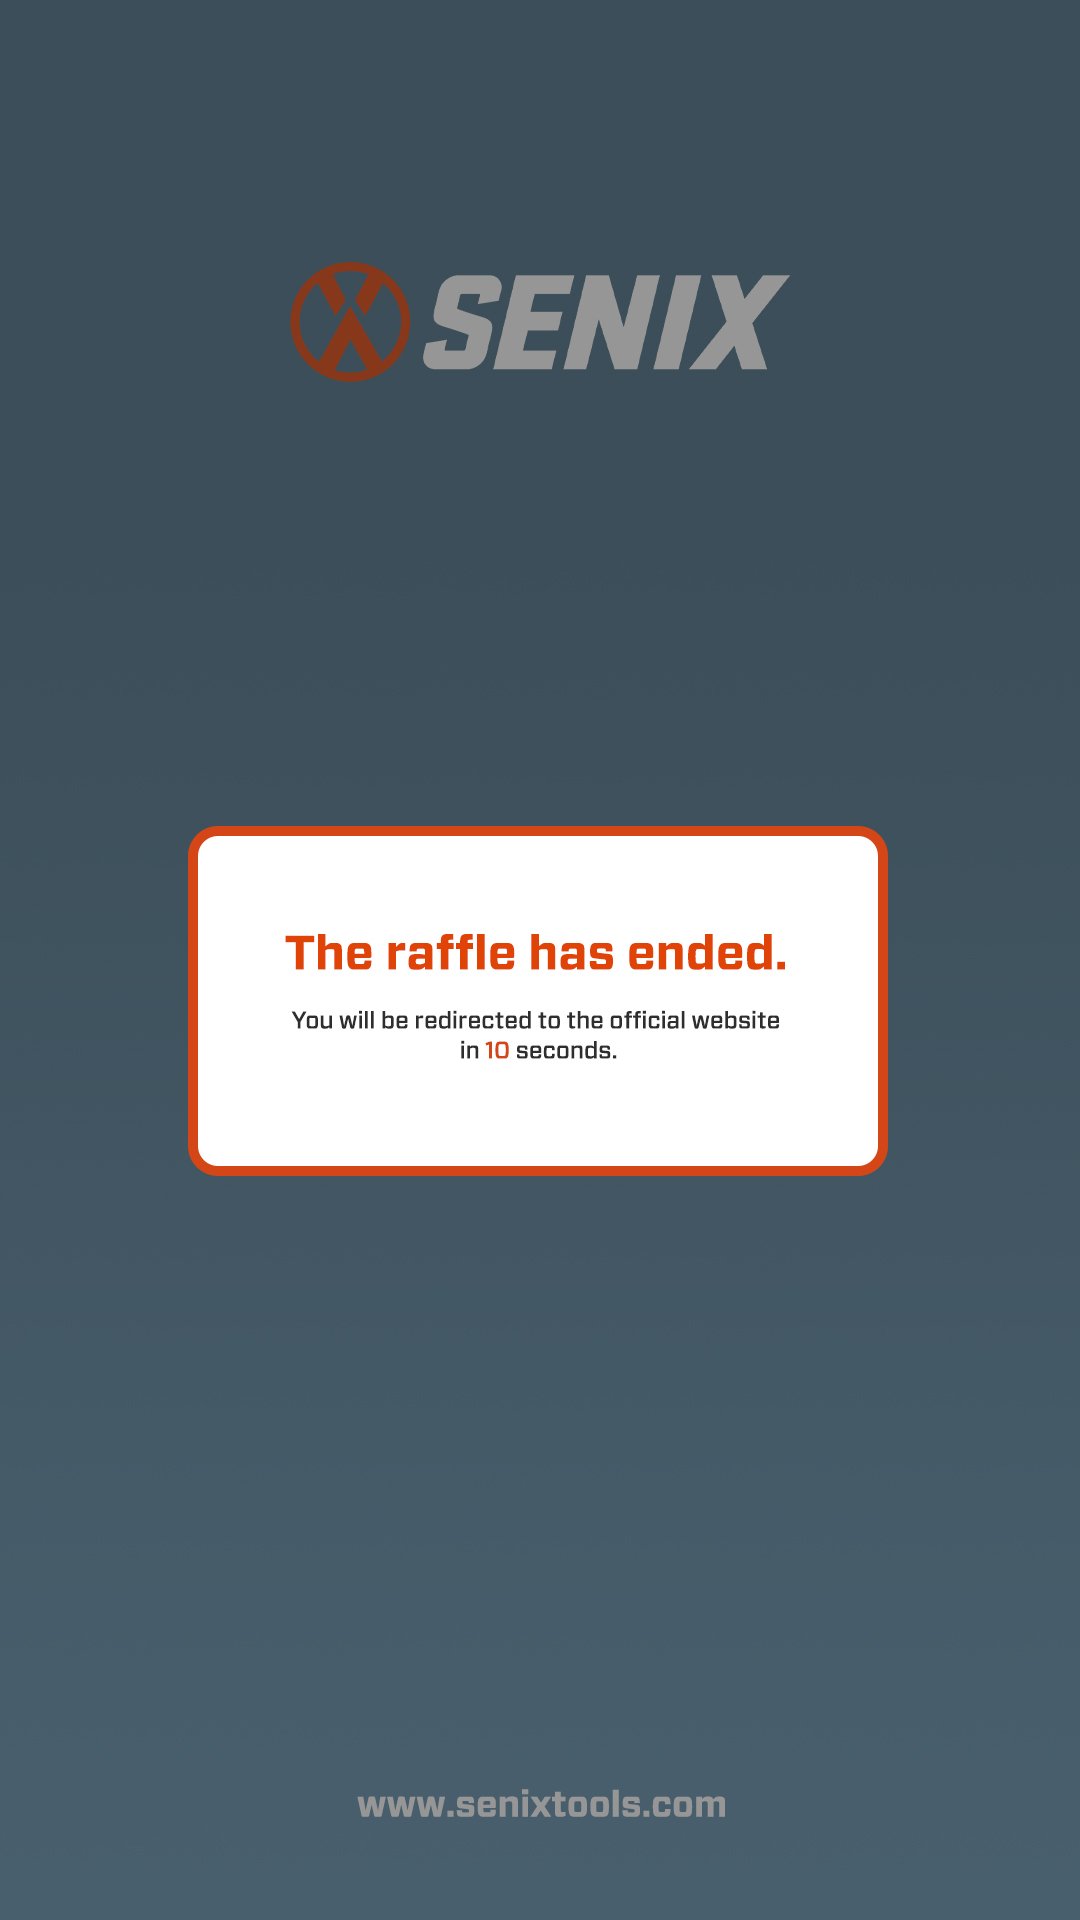 SENIX
The raffle has ended.
You will be redirected to the official website
in 10 seconds.
www.senixtools.com